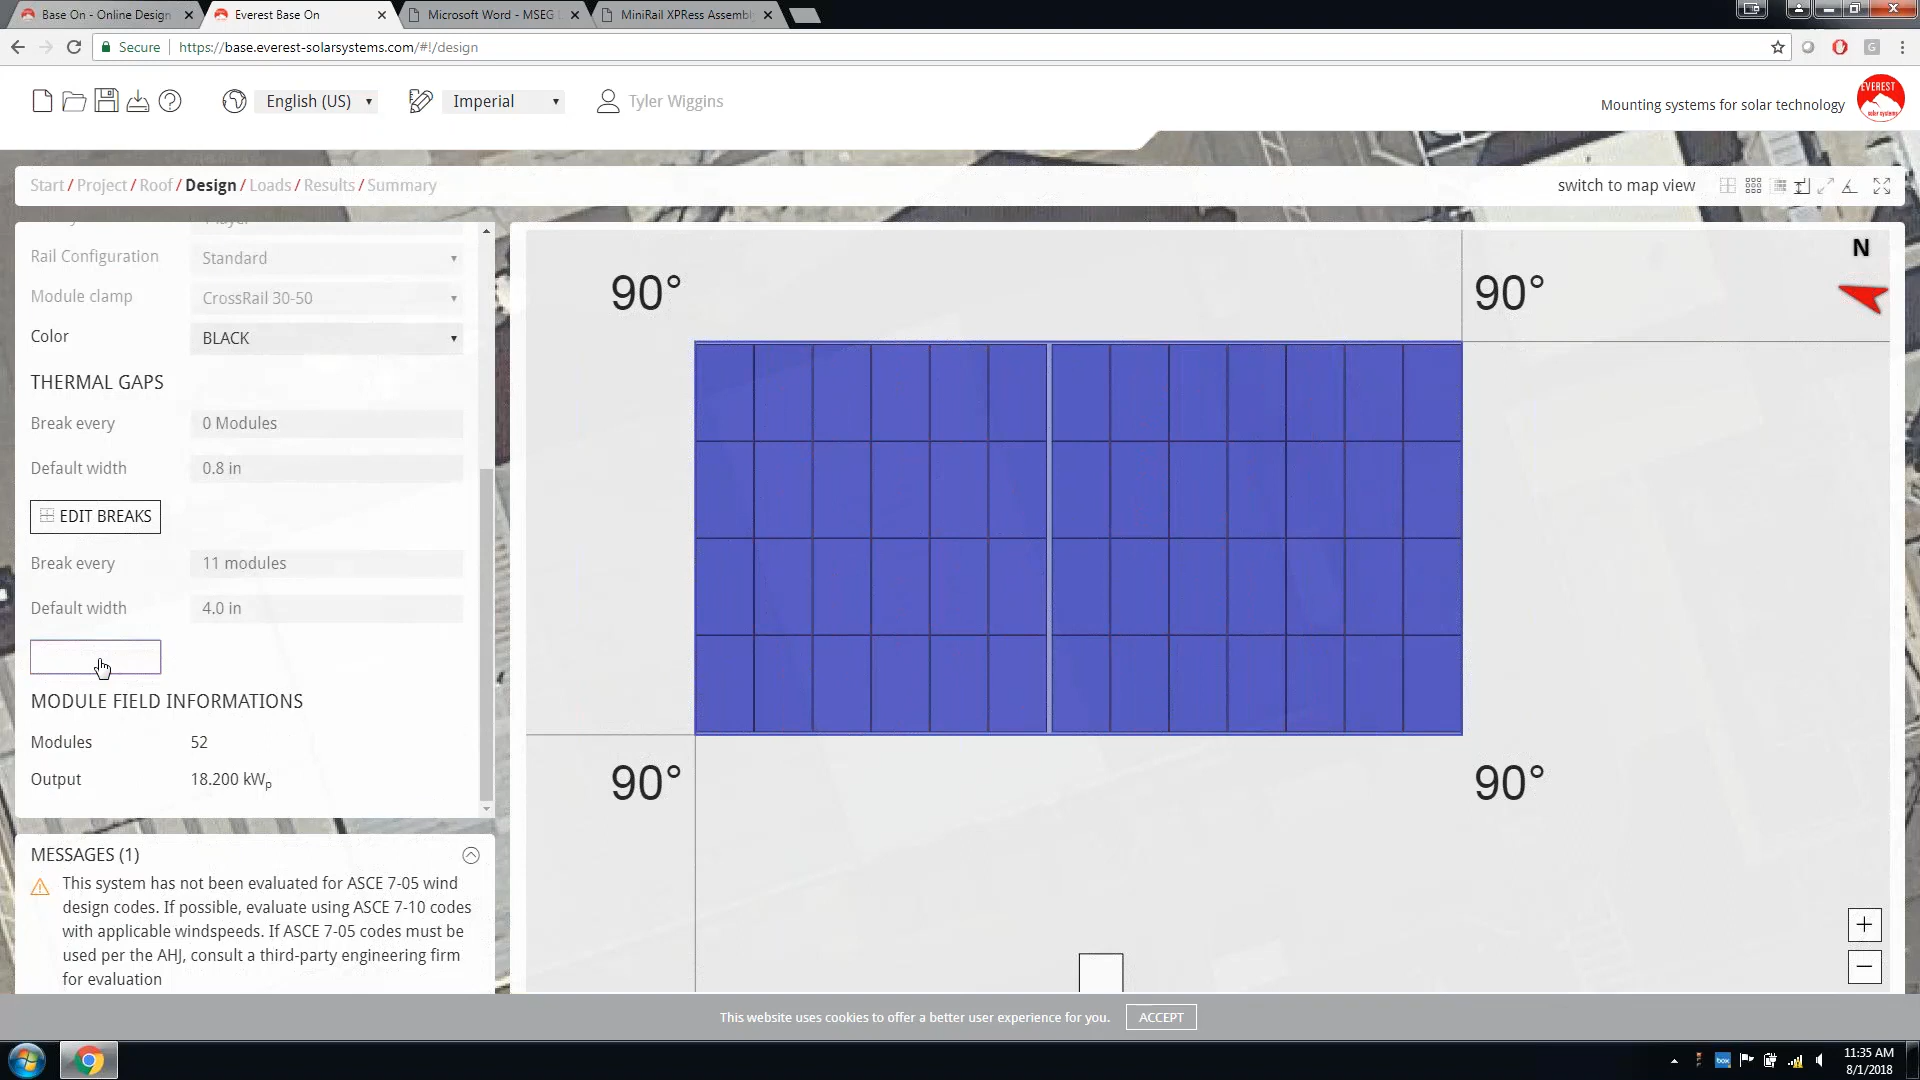 Base On - Online Design
Everest Base On
Microsoft Word - MSEG
MiniRail XPRess Assembl
Secure
https://base.everest-solarsystems.com/#!/design
English (US)
Imperial
Tyler Wiggins
Mounting systems for solar technology
EVEREST
solar systems
Start / Project / Roof / Design / Loads / Results / Summary
switch to map view
Rail Configuration
Standard
Module clamp
CrossRail 30-50
Color
BLACK
THERMAL GAPS
Break every
0 Modules
Default width
0.8 in
EDIT BREAKS
Break every
11 modules
Default width
4.0 in
MODULE FIELD INFORMATIONS
Modules
52
Output
18.200 kWp
MESSAGES (1)
This system has not been evaluated for ASCE 7-05 wind
design codes. If possible, evaluate using ASCE 7-10 codes
with applicable windspeeds. If ASCE 7-05 codes must be
used per the AHJ, consult a third-party engineering firm
for evaluation
N
90°
90°
90°
90°
This website uses cookies to offer a better user experience for you.
ACCEPT
box
11:35 AM
8/1/2018